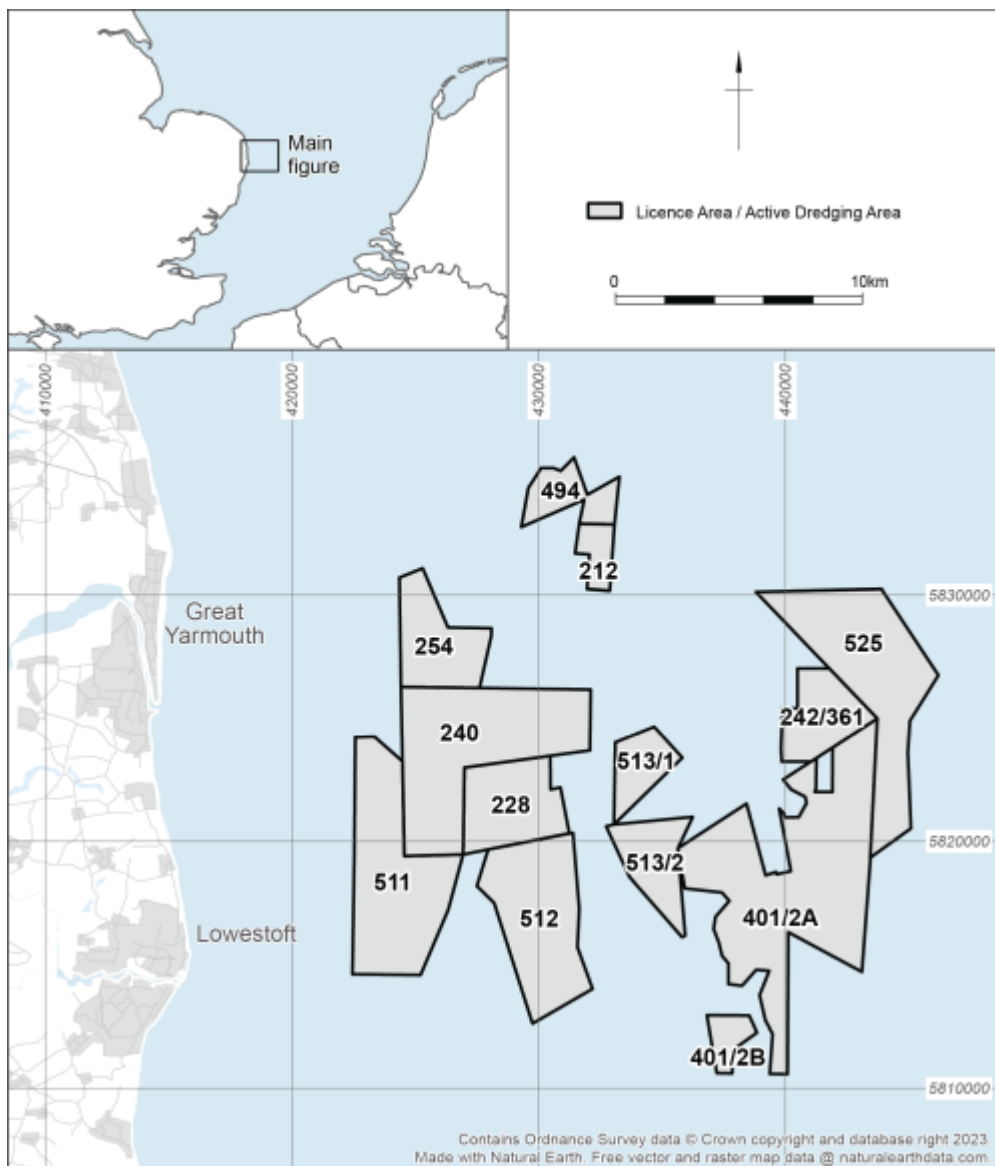 Main
figure
Licence Area / Active Dredging Area
0
10km
410000
420000
430000
440000
494
212
5830000
Great
Yarmouth
254
525
242/361
240
513/1
228
5820000
513/2
511
401/2A
512
Lowestoft
401/2B
5810000
Contains Ordnance Survey data © Crown copyright and database right 2023.
Made with Natural Earth. Free vector and raster map data @ naturalearthdata.com.